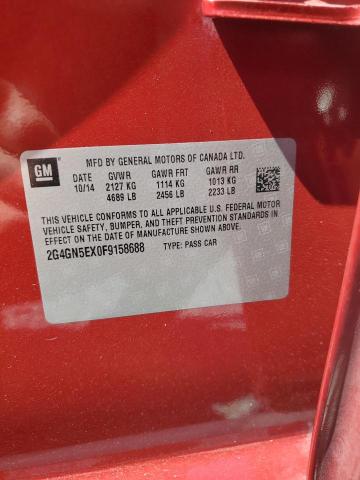 GM
MFD BY GENERAL MOTORS OF CANADA LTD.
DATE GVWR GAWR FRT GAWR RR
10/14 2127 KG 1114 KG 1013 KG
4689 LB 2456 LB 2233 LB
THIS VEHICLE CONFORMS TO ALL APPLICABLE U.S. FEDERAL MOTOR
VEHICLE SAFETY, BUMPER, AND THEFT PREVENTION STANDARDS IN
EFFECT ON THE DATE OF MANUFACTURE SHOWN ABOVE.
2G4GN5EX0F9158688 TYPE: PASS CAR